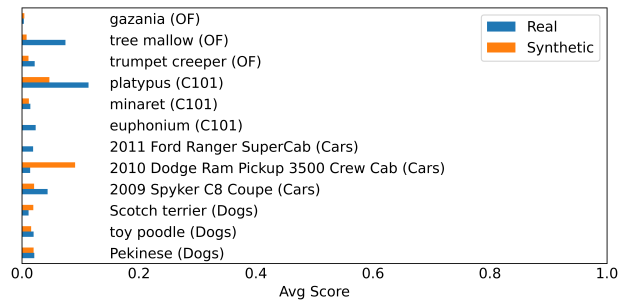 gazania (OF)
tree mallow (OF)
trumpet creeper (OF)
platypus (C101)
minaret (C101)
euphonium (C101)
2011 Ford Ranger SuperCab (Cars)
2010 Dodge Ram Pickup 3500 Crew Cab (Cars)
2009 Spyker C8 Coupe (Cars)
Scotch terrier (Dogs)
toy poodle (Dogs)
Pekinese (Dogs)
Real
Synthetic
0.0 0.2 0.4 0.6 0.8 1.0
Avg Score